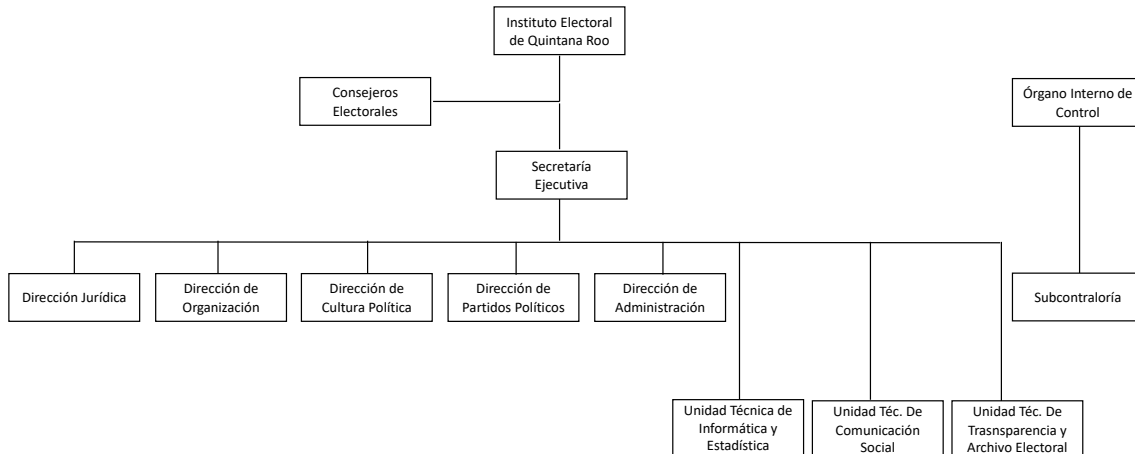 Instituto Electoral
de Quintana Roo
Consejeros
Electorales
Órgano Interno de
Control
Secretaría
Ejecutiva
Dirección Jurídica
Dirección de
Organización
Dirección de
Cultura Política
Dirección de
Partidos Políticos
Dirección de
Administración
Subcontraloría
Unidad Técnica de
Informática y
Estadística
Unidad Téc. De
Comunicación
Social
Unidad Téc. De
Trasnsparencia y
Archivo Electoral